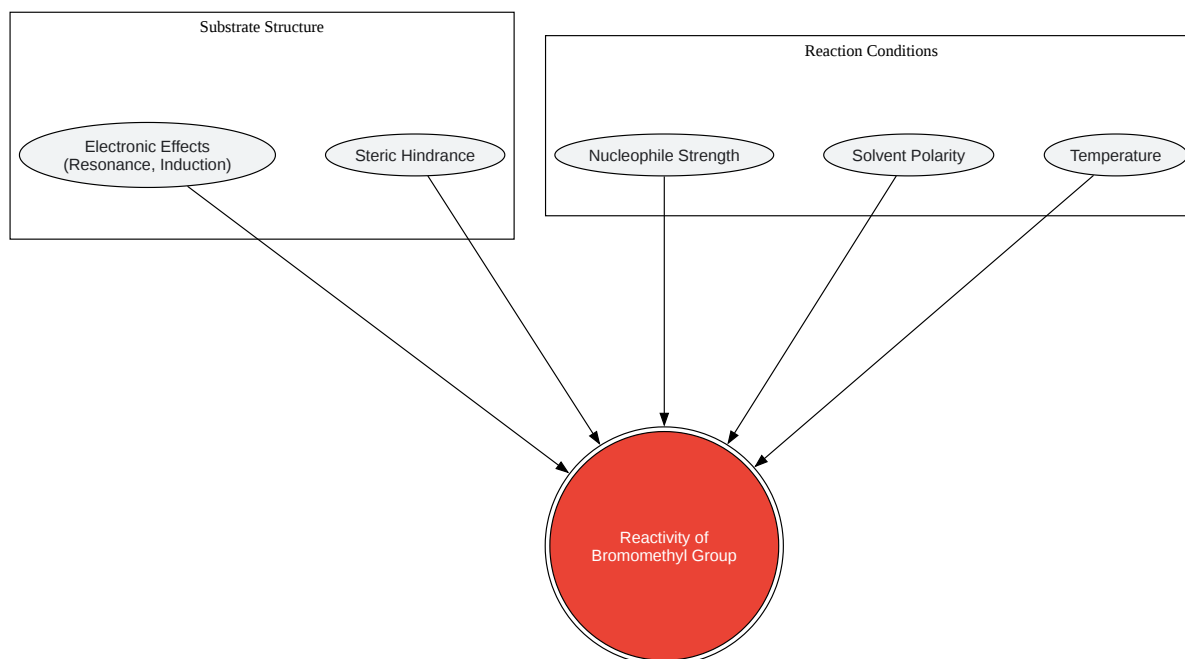 Substrate Structure
Reaction Conditions
Electronic Effects
(Resonance, Induction)
Steric Hindrance
Nucleophile Strength
Solvent Polarity
Temperature
Reactivity of
Bromomethyl Group